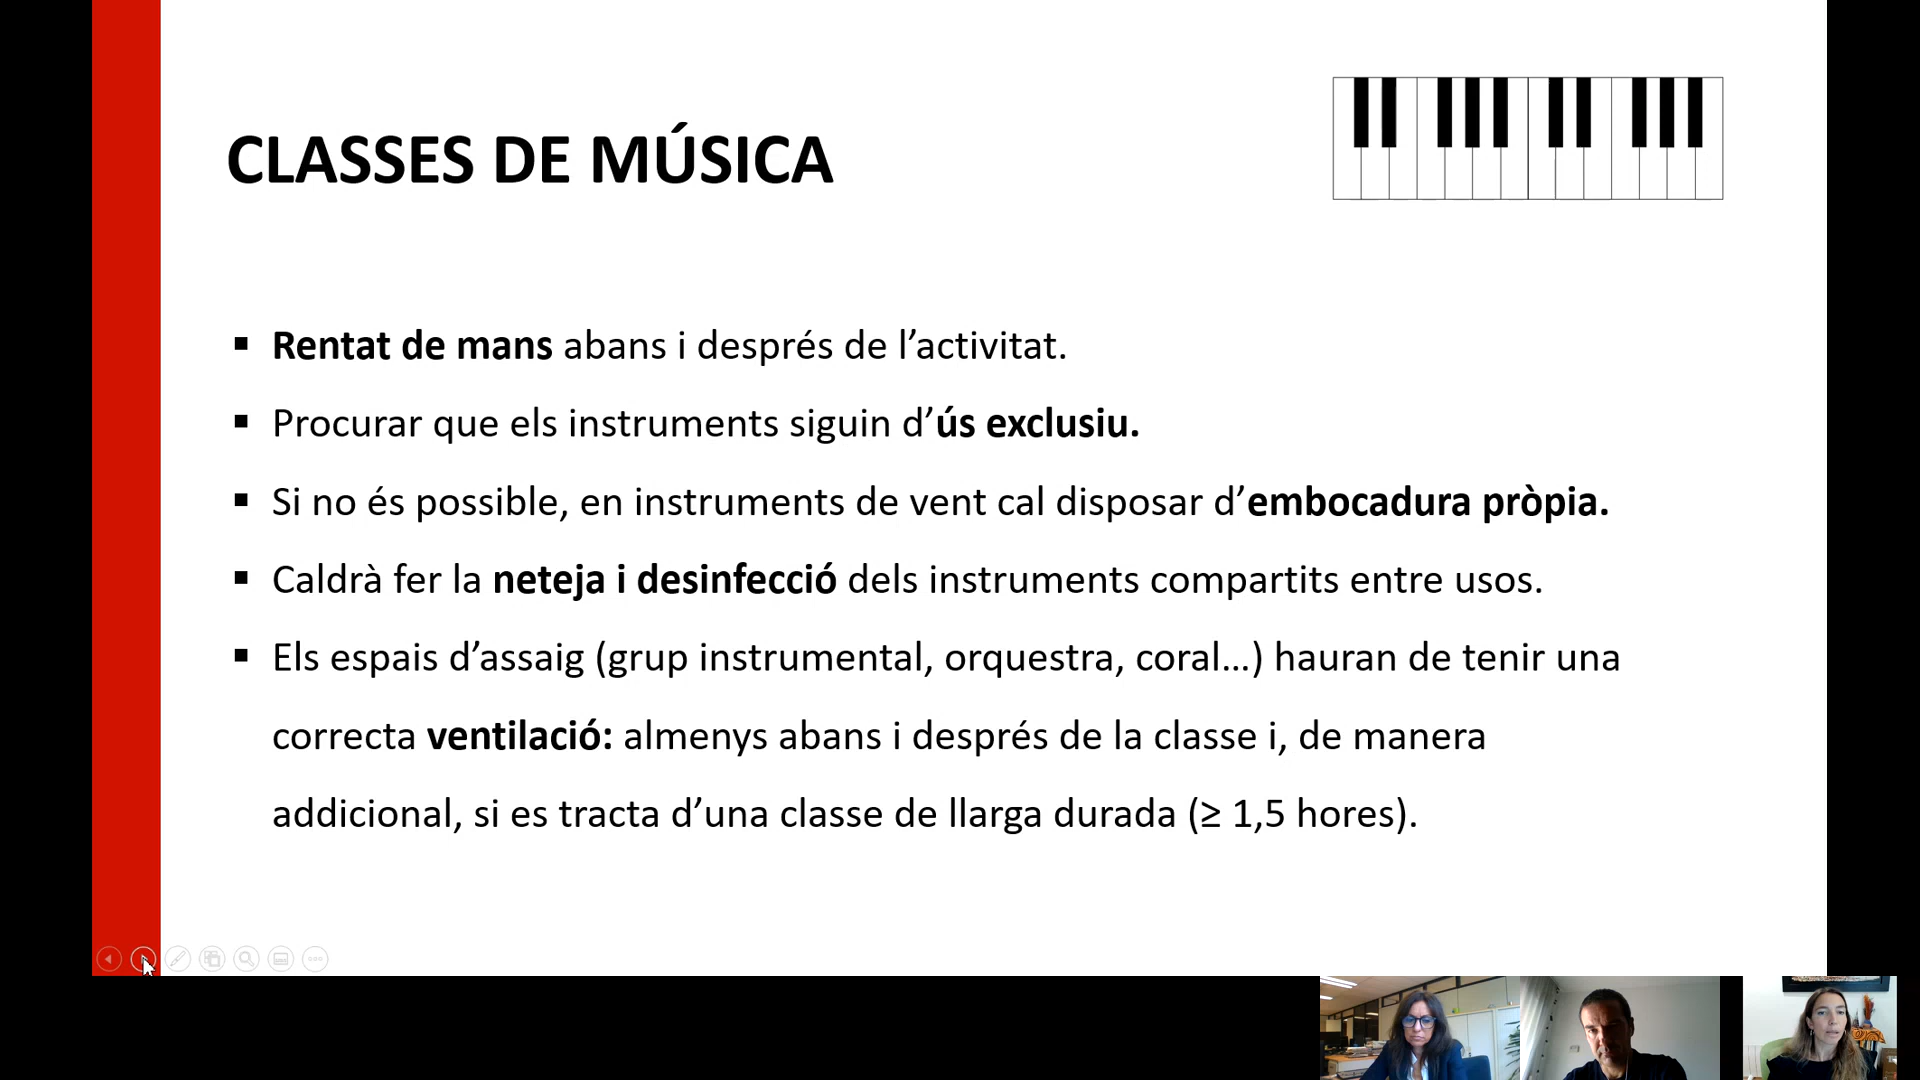 CLASSES DE MÚSICA
▪ Rentat de mans abans i després de l’activitat.
▪ Procurar que els instruments siguin d’ús exclusiu.
▪ Si no és possible, en instruments de vent cal disposar d’embocadura pròpia.
▪ Caldrà fer la neteja i desinfecció dels instruments compartits entre usos.
▪ Els espais d’assaig (grup instrumental, orquestra, coral…) hauran de tenir una
correcta ventilació: almenys abans i després de la classe i, de manera
addicional, si es tracta d’una classe de llarga durada (≥ 1,5 hores).